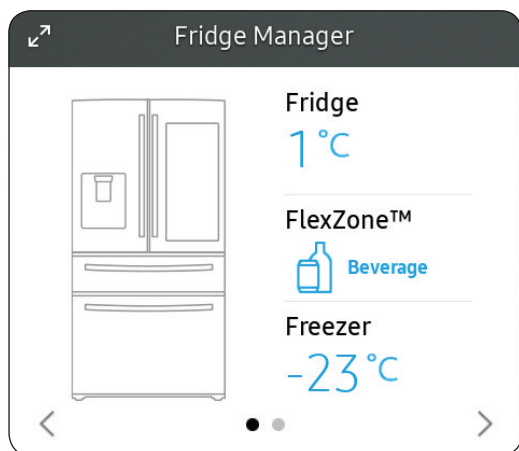 Fridge Manager
Fridge
1°C
FlexZone™
Beverage
Freezer
-23°C